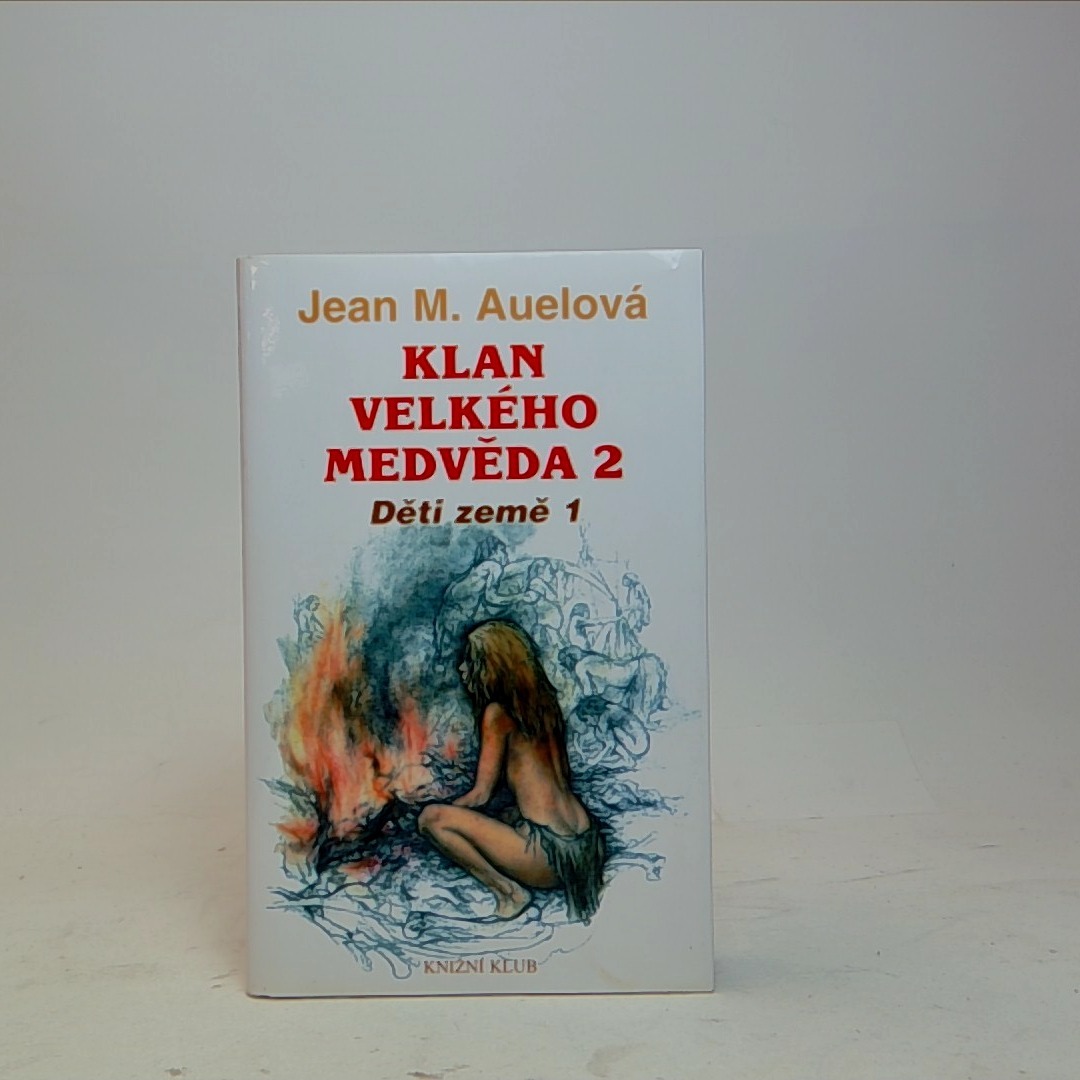 Jean M. Auelová
KLAN
VELKÉHO
MEDVĚDA 2
Děti země 1
KNIŽNÍ KLUB